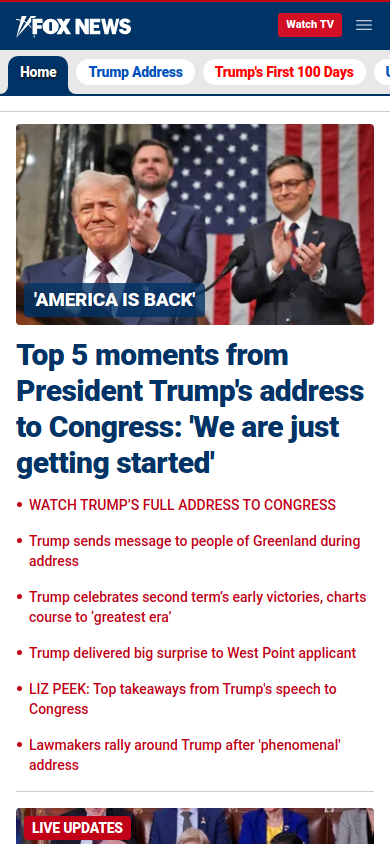 FOX NEWS
Watch TV
Home
Trump Address
Trump's First 100 Days
'AMERICA IS BACK'
Top 5 moments from
President Trump's address
to Congress: 'We are just
getting started'
WATCH TRUMP’S FULL ADDRESS TO CONGRESS
Trump sends message to people of Greenland during
address
Trump celebrates second term’s early victories, charts
course to ‘greatest era’
Trump delivered big surprise to West Point applicant
LIZ PEEK: Top takeaways from Trump's speech to
Congress
Lawmakers rally around Trump after 'phenomenal'
address
LIVE UPDATES